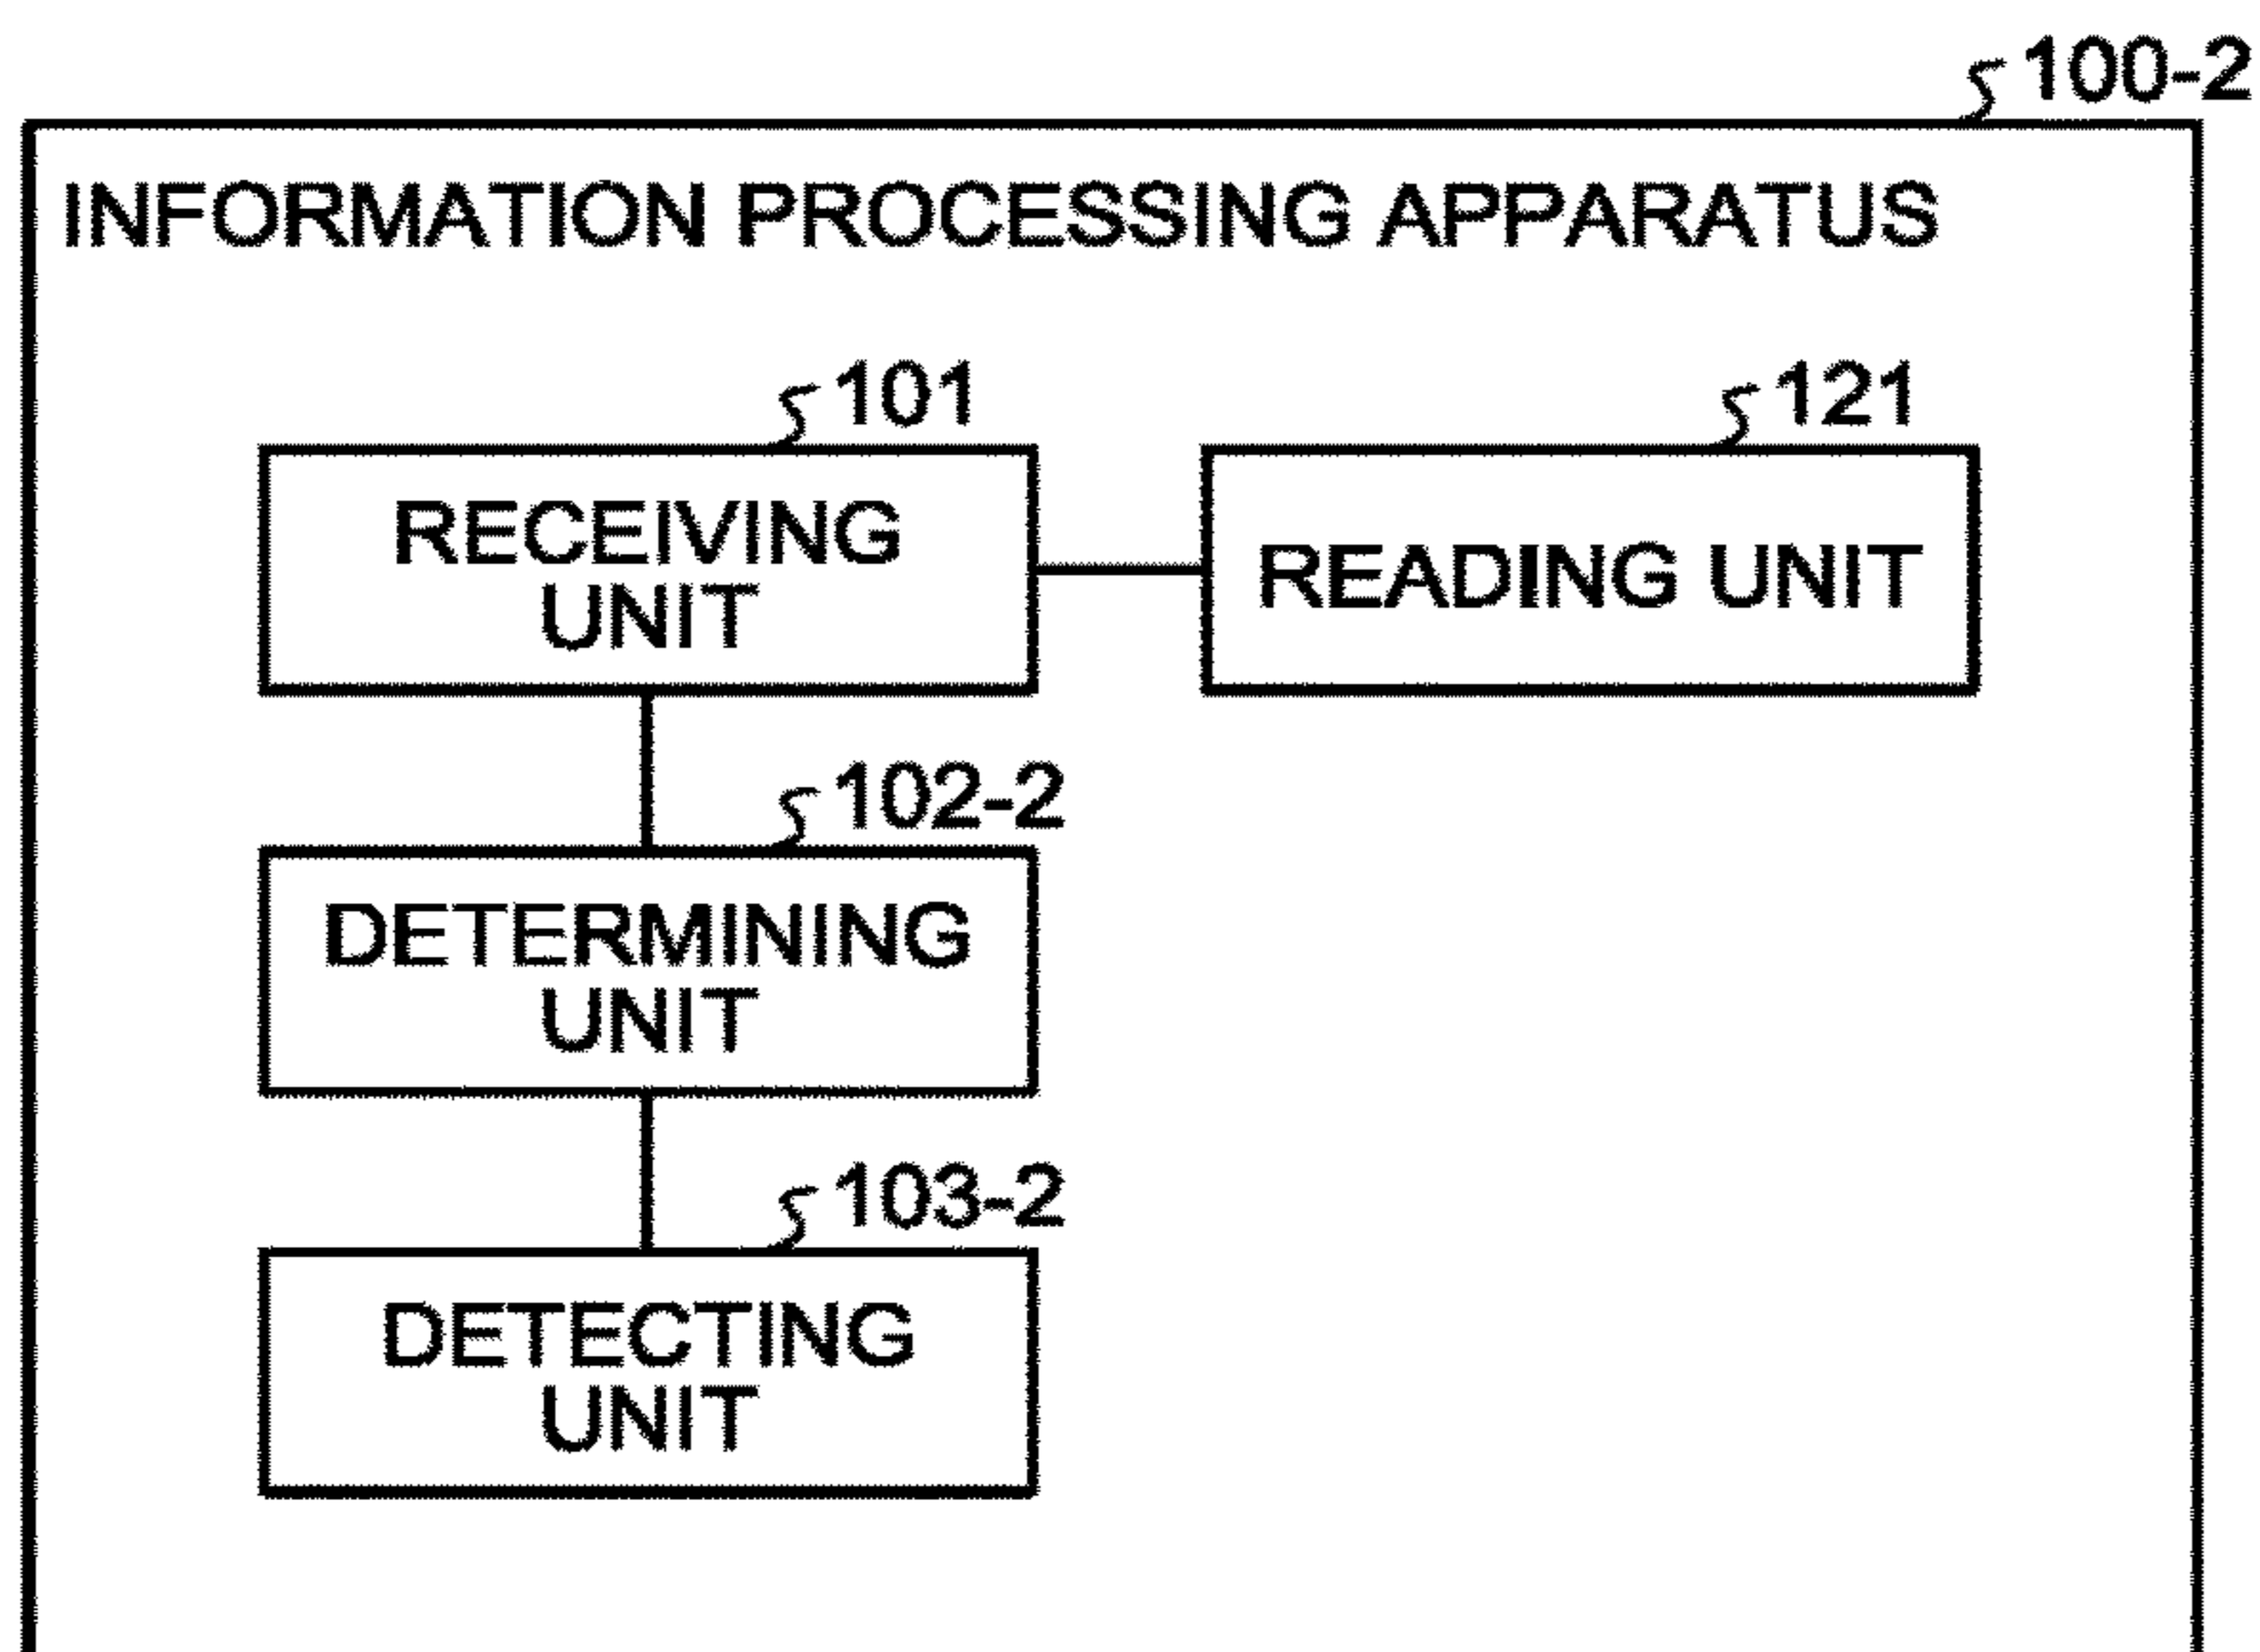 100-2
INFORMATION PROCESSING APPARATUS
101
121
RECEIVING
UNIT
READING UNIT
102-2
DETERMINING
UNIT
103-2
DETECTING
UNIT